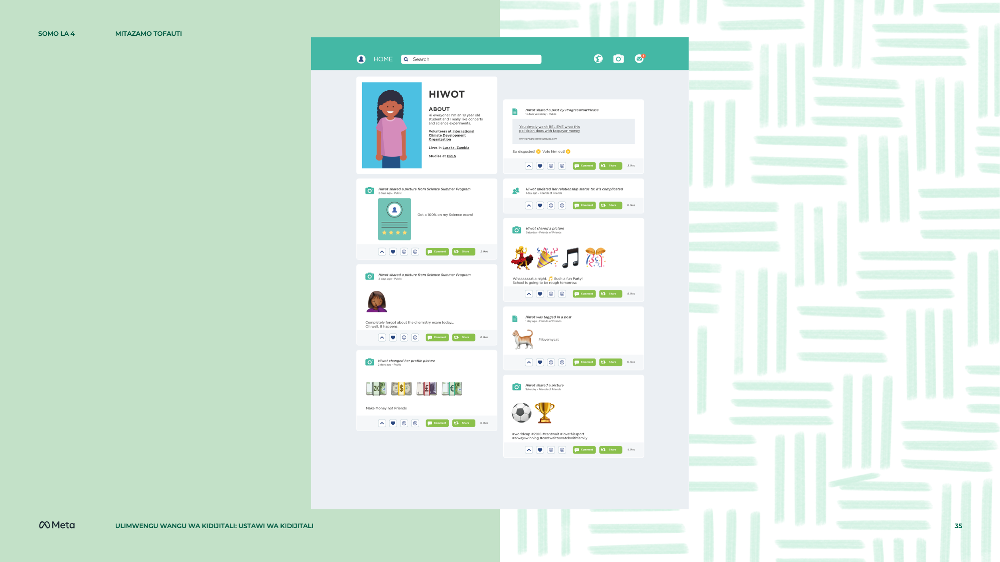 SOMO LA 4
MITAZAMO TOFAUTI
HOME
Search
HIWOT
ABOUT
Hi everyone!! I'm an 18 year old
student and I really like concerts
and science experiments.
Volunteers at International
Climate Development
Organization
Lives in Lusaka, Zambia
Studies at CRLS
Hiwot shared a picture from Science Summer Program
2 days ago - Public
Got a 100% on my Science exam!
Comment
Share
2 likes
Hiwot shared a picture from Science Summer Program
2 days ago - Public
Completely forgot about the chemistry exam today...
Oh well. It happens.
Comment
Share
0 likes
Hiwot changed her profile picture
2 days ago - Public
ZK
$
£
€
Make Money not Friends
Comment
Share
0 likes
Hiwot shared a post by ProgressNowPlease
1:43am yesterday - Public
You simply won't BELIEVE what this
politician does with taxpayer money
www.progresssnowplease.com
So disgusted! Vote him out!
Comment
Share
3 likes
Hiwot updated her relationship status to: It's complicated
1 day ago - Friends of Friends
Comment
Share
0 likes
Hiwot shared a picture
Saturday - Friends of Friends
Whaaaaaaat a night. Such a fun Party!!
School is going to be rough tomorrow.
Comment
Share
8 likes
Hiwot was tagged in a post
1 day ago - Friends of Friends
#ilovemycat
Comment
Share
0 likes
Hiwot shared a picture
Saturday - Friends of Friends
#worldcup #2018 #cantwait #lovethissport
#alwayswinning #cantwaittowatchwithfamily
Comment
Share
4 likes
Meta
ULIMWENGU WANGU WA KIDIJITALI: USTAWI WA KIDIJITALI
35